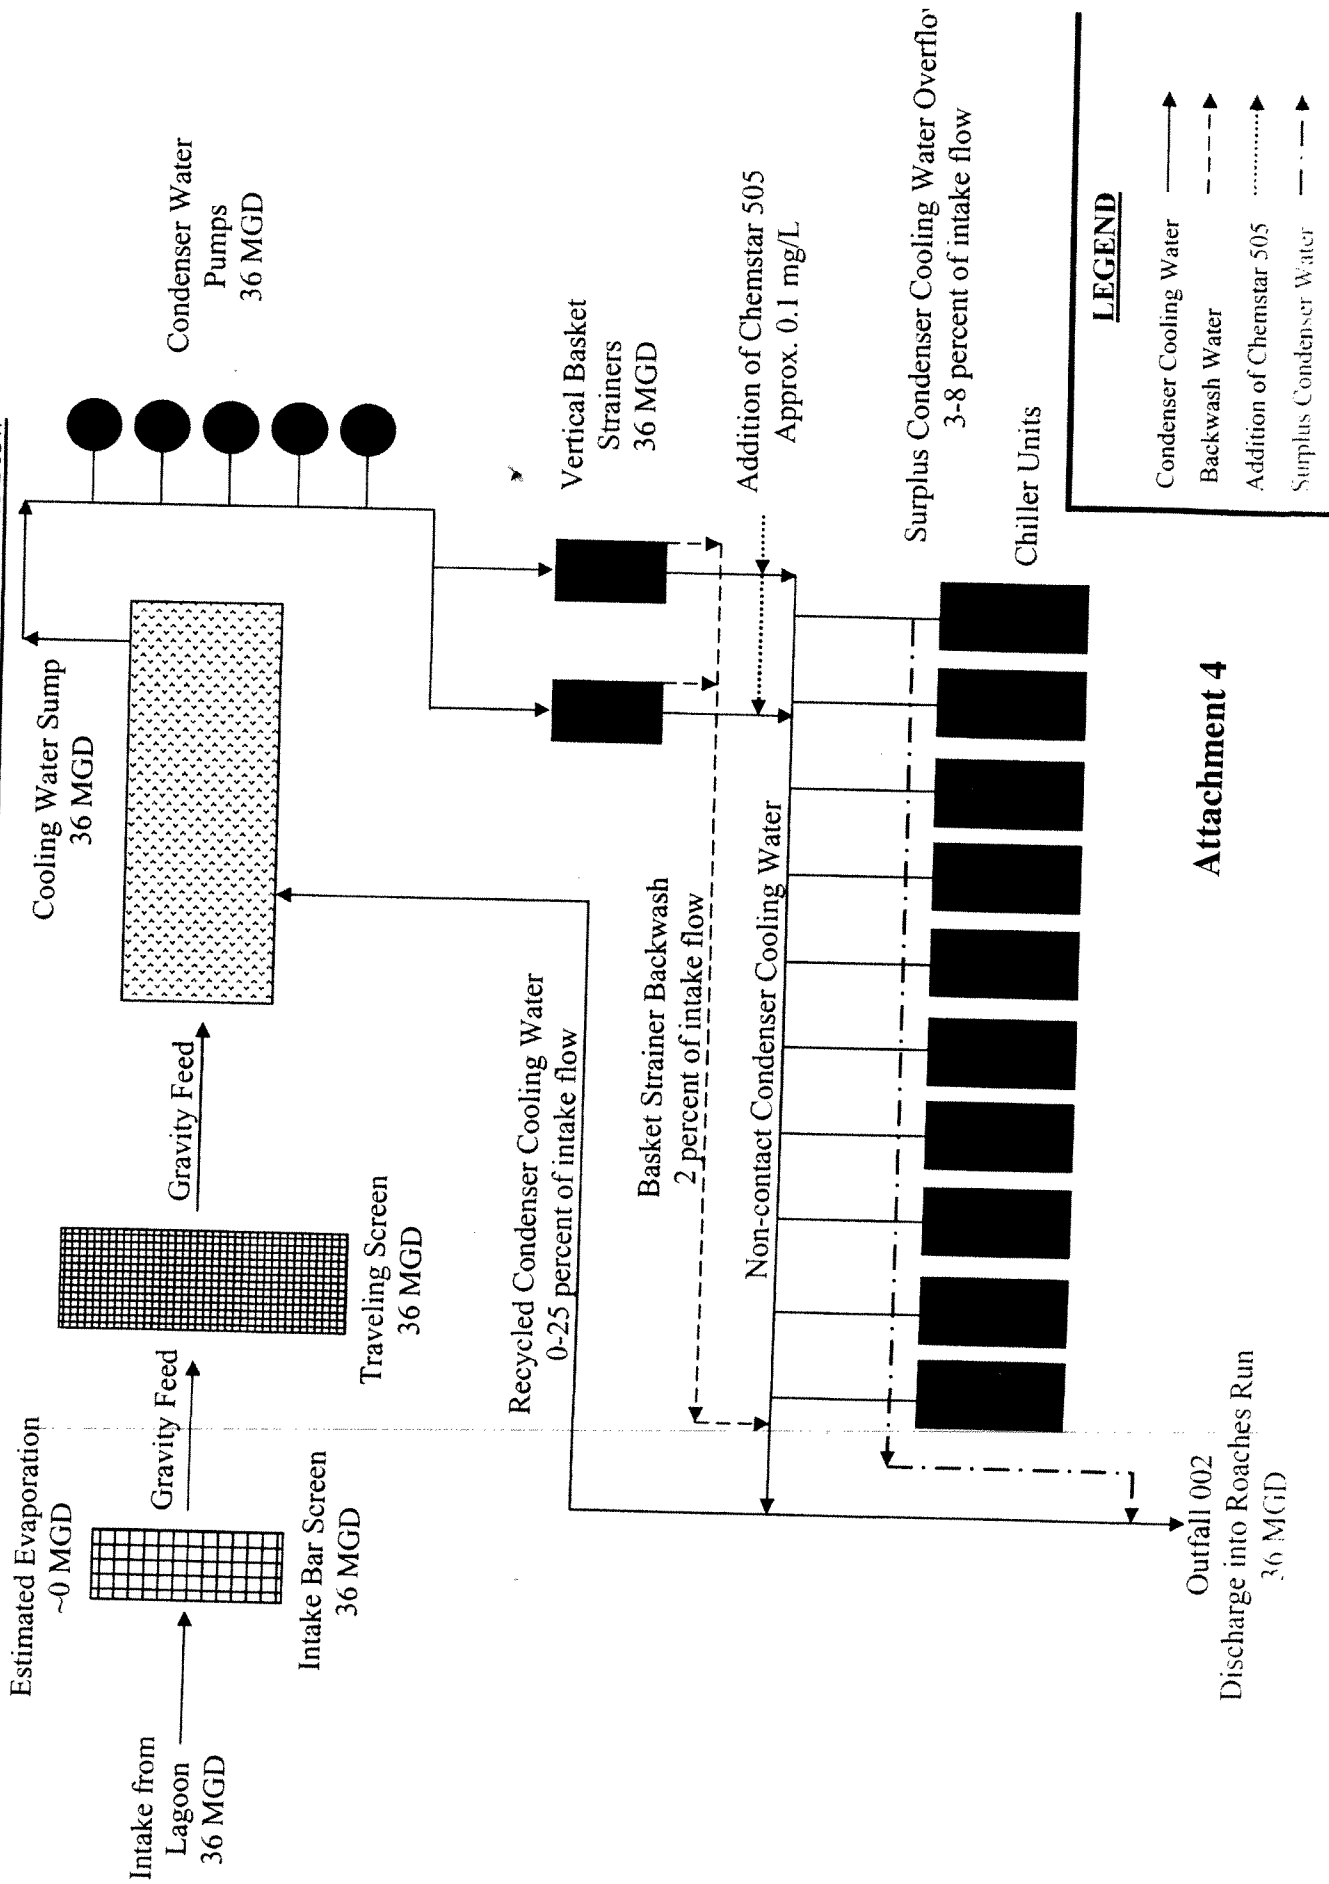 Estimated Evaporation
~0 MGD
Intake from
Lagoon
36 MGD
Intake Bar Screen
36 MGD
Gravity Feed
Traveling Screen
36 MGD
Gravity Feed
Cooling Water Sump
36 MGD
Condenser Water
Pumps
36 MGD
Recycled Condenser Cooling Water
0-25 percent of intake flow
Vertical Basket
Strainers
36 MGD
Basket Strainer Backwash
2 percent of intake flow
Addition of Chemstar 505
Approx. 0.1 mg/L
Non-contact Condenser Cooling Water
Surplus Condenser Cooling Water Overflo
3-8 percent of intake flow
Chiller Units
Outfall 002
Discharge into Roaches Run
36 MGD
Attachment 4
LEGEND
Condenser Cooling Water
Backwash Water
Addition of Chemstar 505
Surplus Condenser Water